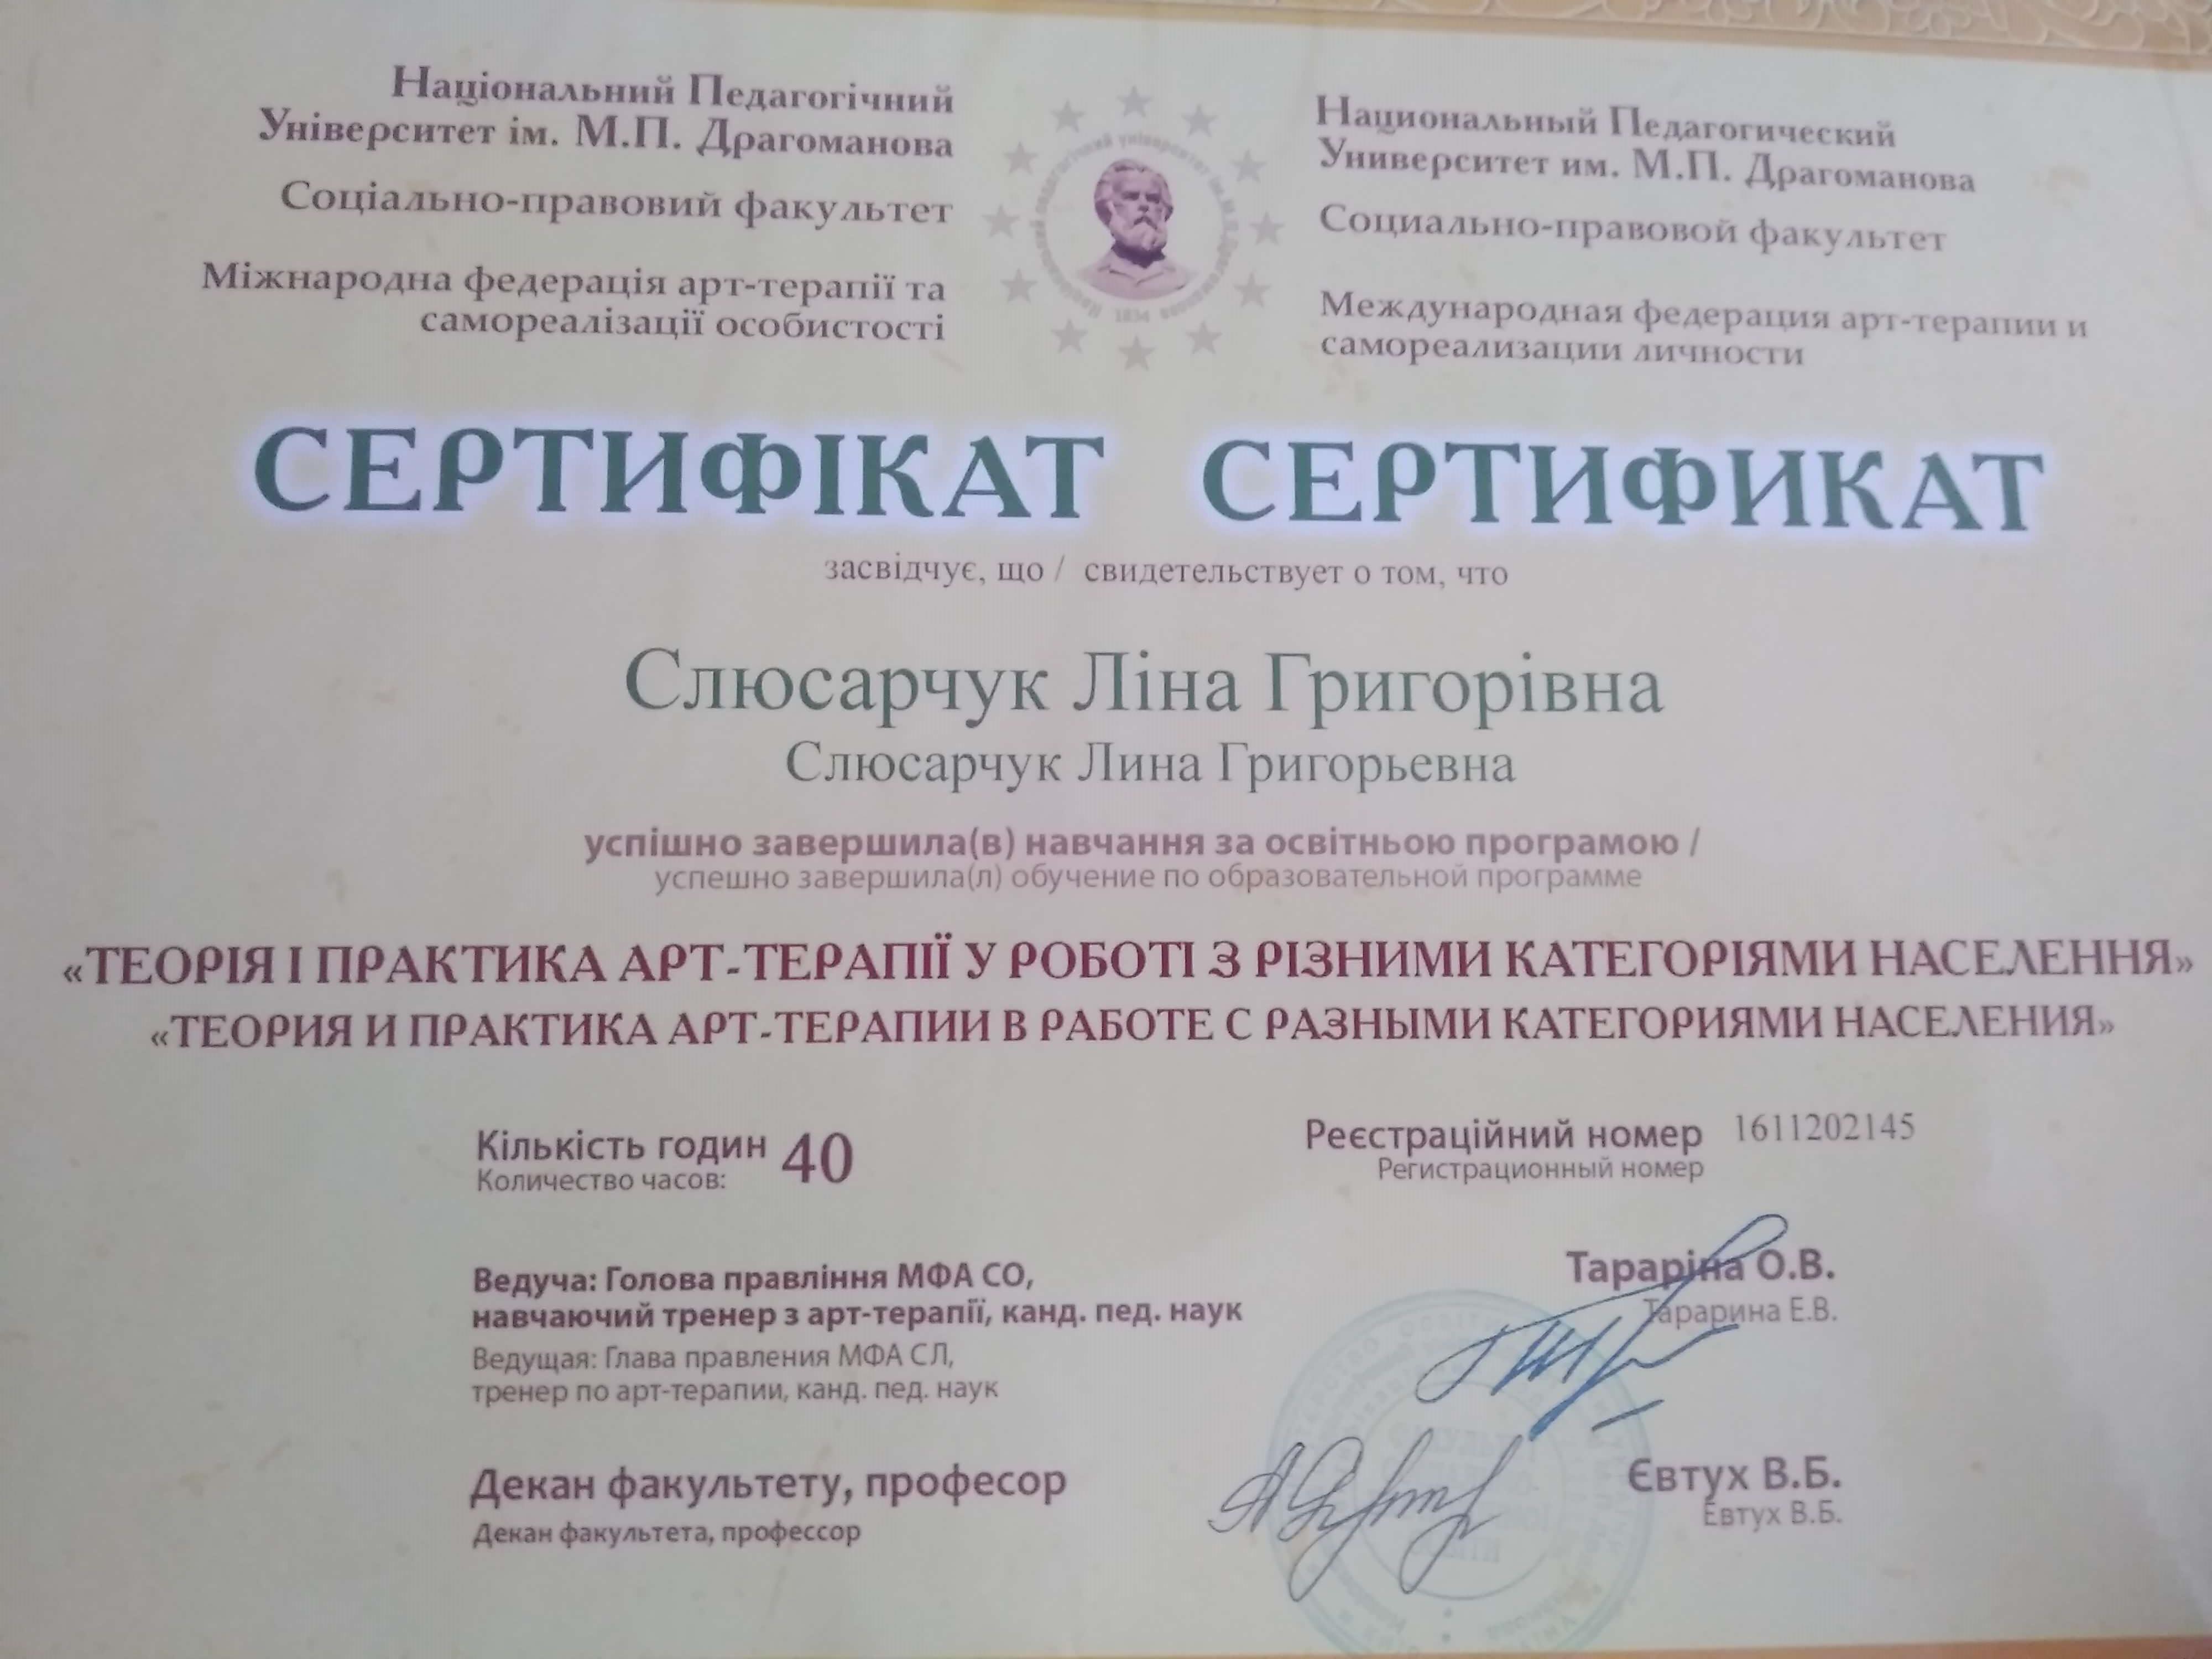 Національний Педагогічний
Університет ім. М.П. Драгоманова
Соціально-правовий факультет
Міжнародна федерація арт-терапії та
самореалізації особистості
Национальный Педагогический
Университет им. М.П. Драгоманова
Социально-правовой факультет
Международная федерация арт-терапии и
самореализации личности
1834
СЕРТИФІКАТ СЕРТИФИКАТ
засвідчує, що / свидетельствует о том, что
Слюсарчук Ліна Григорівна
Слюсарчук Лина Григорьевна
успішно завершила(в) навчання за освітньою програмою /
успешно завершила(л) обучение по образовательной программе
«ТЕОРІЯ І ПРАКТИКА АРТ-ТЕРАПІЇ У РОБОТІ З РІЗНИМИ КАТЕГОРІЯМИ НАСЕЛЕННЯ»
«ТЕОРИЯ И ПРАКТИКА АРТ-ТЕРАПИИ В РАБОТЕ С РАЗНЫМИ КАТЕГОРИЯМИ НАСЕЛЕНИЯ»
Кількість годин 40
Количество часов:
Реєстраційний номер 1611202145
Регистрационный номер
Ведуча: Голова правління МФА СО,
навчаючий тренер з арт-терапії, канд. пед. наук
Ведущая: Глава правления МФА СЛ,
тренер по арт-терапии, канд. пед. наук
Тараріна О.В.
Тарарина Е.В.
Декан факультету, професор
Декан факультета, профессор
Євтух В.Б.
Евтух В.Б.